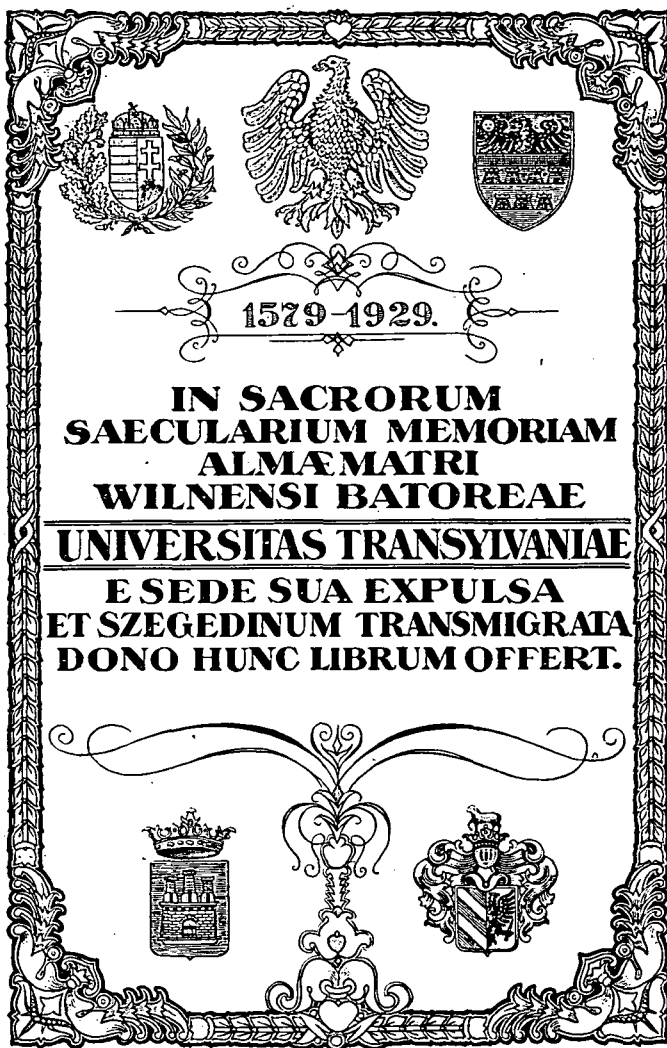 1579-1929.
IN SACRORUM
SAECULARIUM MEMORIAM
ALMÆ MATRI
WILNENSI BATOREAE
UNIVERSITAS TRANSYLVANIAE
E SEDE SUA EXPULSA
ET SZEGEDINUM TRANSMIGRATA
DONO HUNC LIBRUM OFFERT.